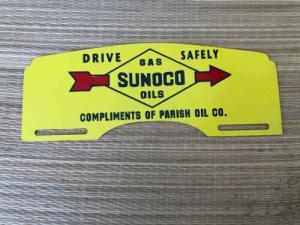 DRIVE SAFELY
GAS
SUNOCO
OILS
COMPLIMENTS OF PARISH OIL CO.